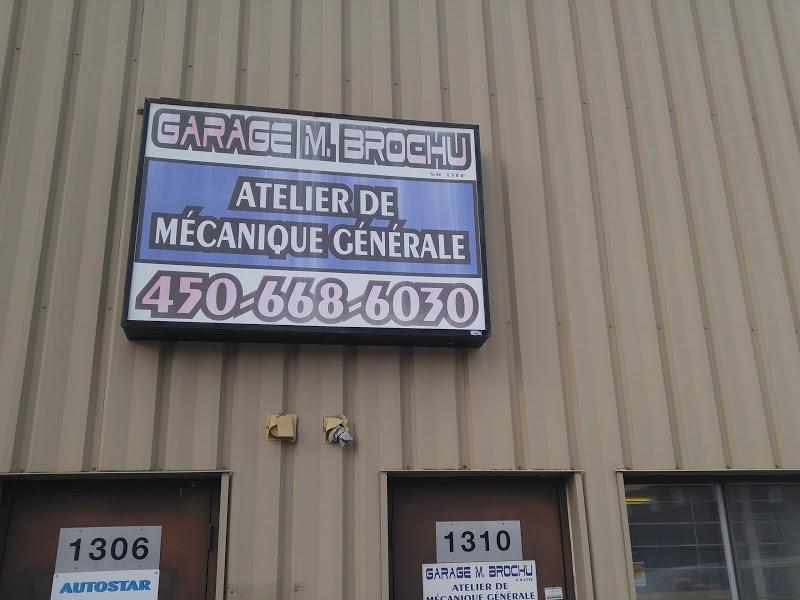 GARAGE M. BROCHU
ATELIER DE
MÉCANIQUE GÉNÉRALE
450-668-6030
1306
AUTOSTAR
1310
GARAGE M. BROCHU
ATELIER DE
MÉCANIQUE GÉNÉRALE